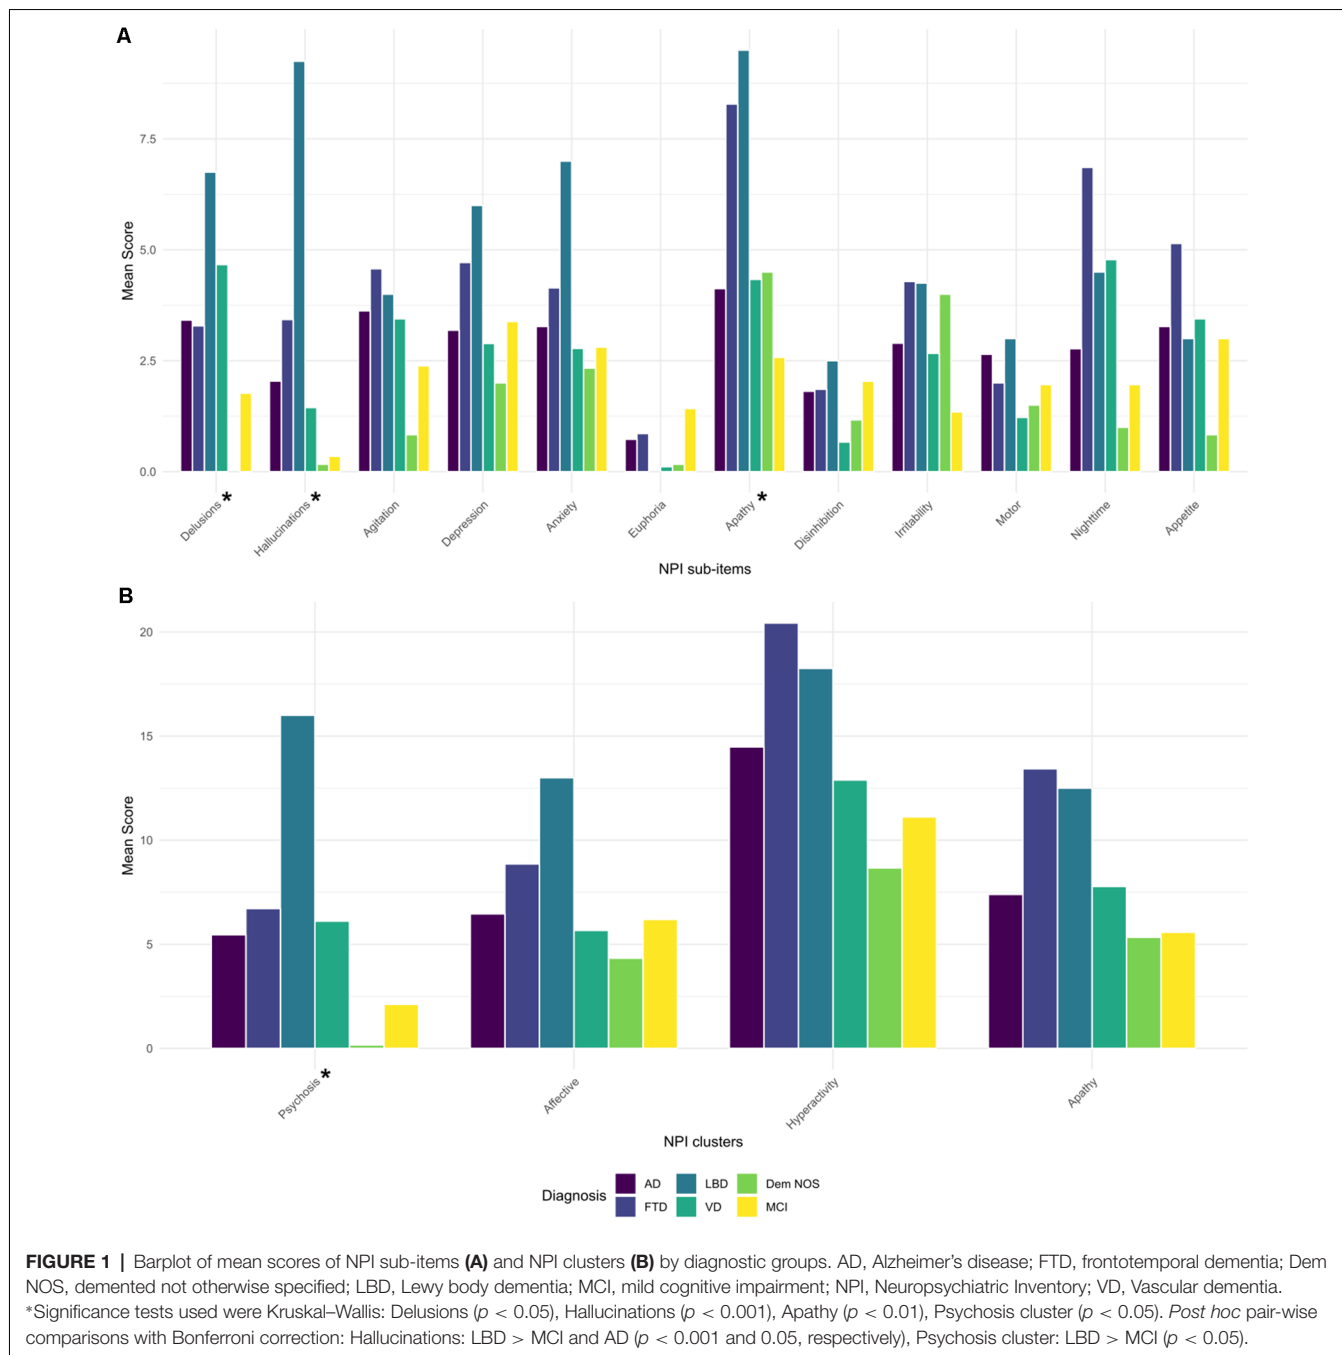 A
7.5
5.0
2.5
0.0
Mean Score
Delusions *
Hallucinations *
Agitation
Depression
Anxiety
Euphoria
Apathy *
Disinhibition
Irritability
Motor
Nighttime
Appetite
NPI sub-items
B
20
15
10
5
0
Mean Score
Psychosis *
Affective
Hyperactivity
Apathy
NPI clusters
Diagnosis
AD LBD Dem NOS
FTD VD MCI
FIGURE 1 | Barplot of mean scores of NPI sub-items (A) and NPI clusters (B) by diagnostic groups. AD, Alzheimer's disease; FTD, frontotemporal dementia; Dem
NOS, demented not otherwise specified; LBD, Lewy body dementia; MCI, mild cognitive impairment; NPI, Neuropsychiatric Inventory; VD, Vascular dementia.
*Significance tests used were Kruskal–Wallis: Delusions (p < 0.05), Hallucinations (p < 0.001), Apathy (p < 0.01), Psychosis cluster (p < 0.05). Post hoc pair-wise
comparisons with Bonferroni correction: Hallucinations: LBD > MCI and AD (p < 0.001 and 0.05, respectively), Psychosis cluster: LBD > MCI (p < 0.05).